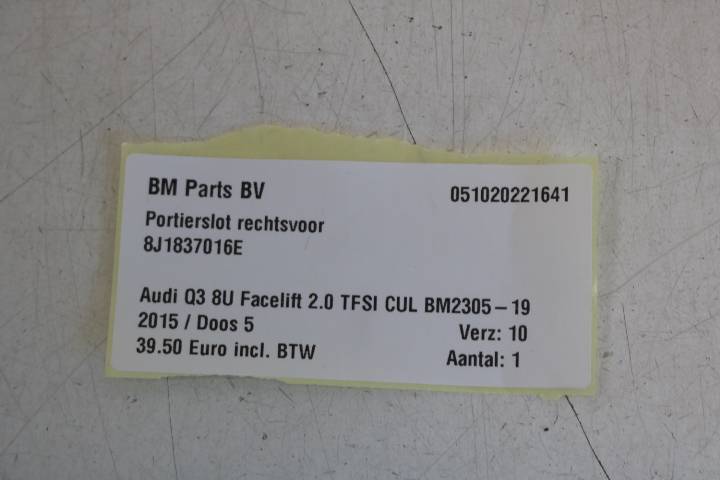 BM Parts BV 051020221641
Portierslot rechtsvoor
8J1837016E
Audi Q3 8U Facelift 2.0 TFSI CUL BM2305-19
2015 / Doos 5 Verz: 10
39.50 Euro incl. BTW Aantal: 1